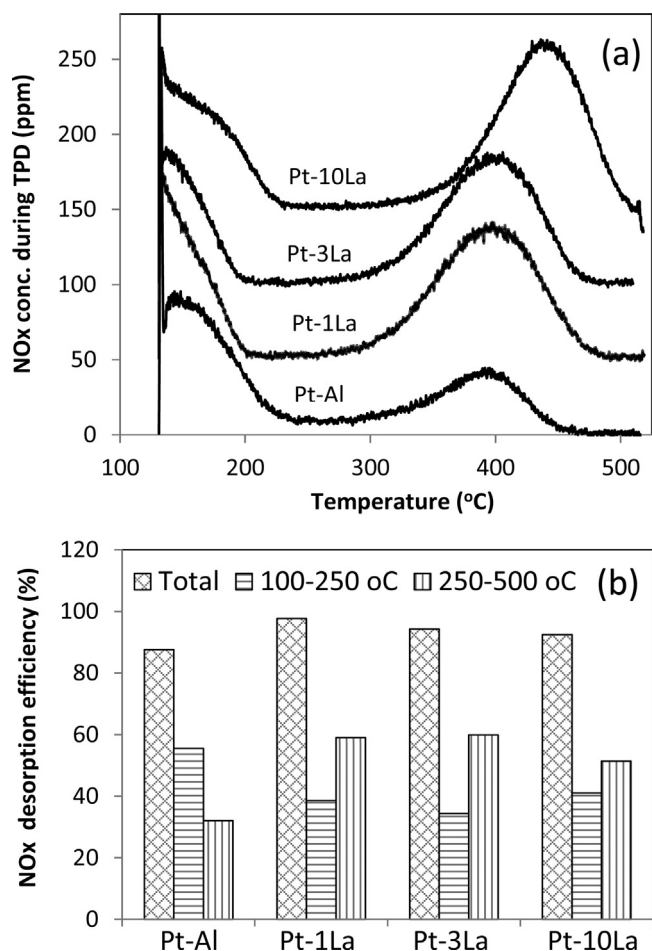 (a)
NOx conc. during TPD (ppm)
250
200
150
100
50
0
Pt-10La
Pt-3La
Pt-1La
Pt-Al
100 200 300 400 500
Temperature (°C)
(b)
NOx desorption efficiency (%)
120
100
80
60
40
20
0
Total 100-250 oC 250-500 oC
Pt-Al Pt-1La Pt-3La Pt-10La